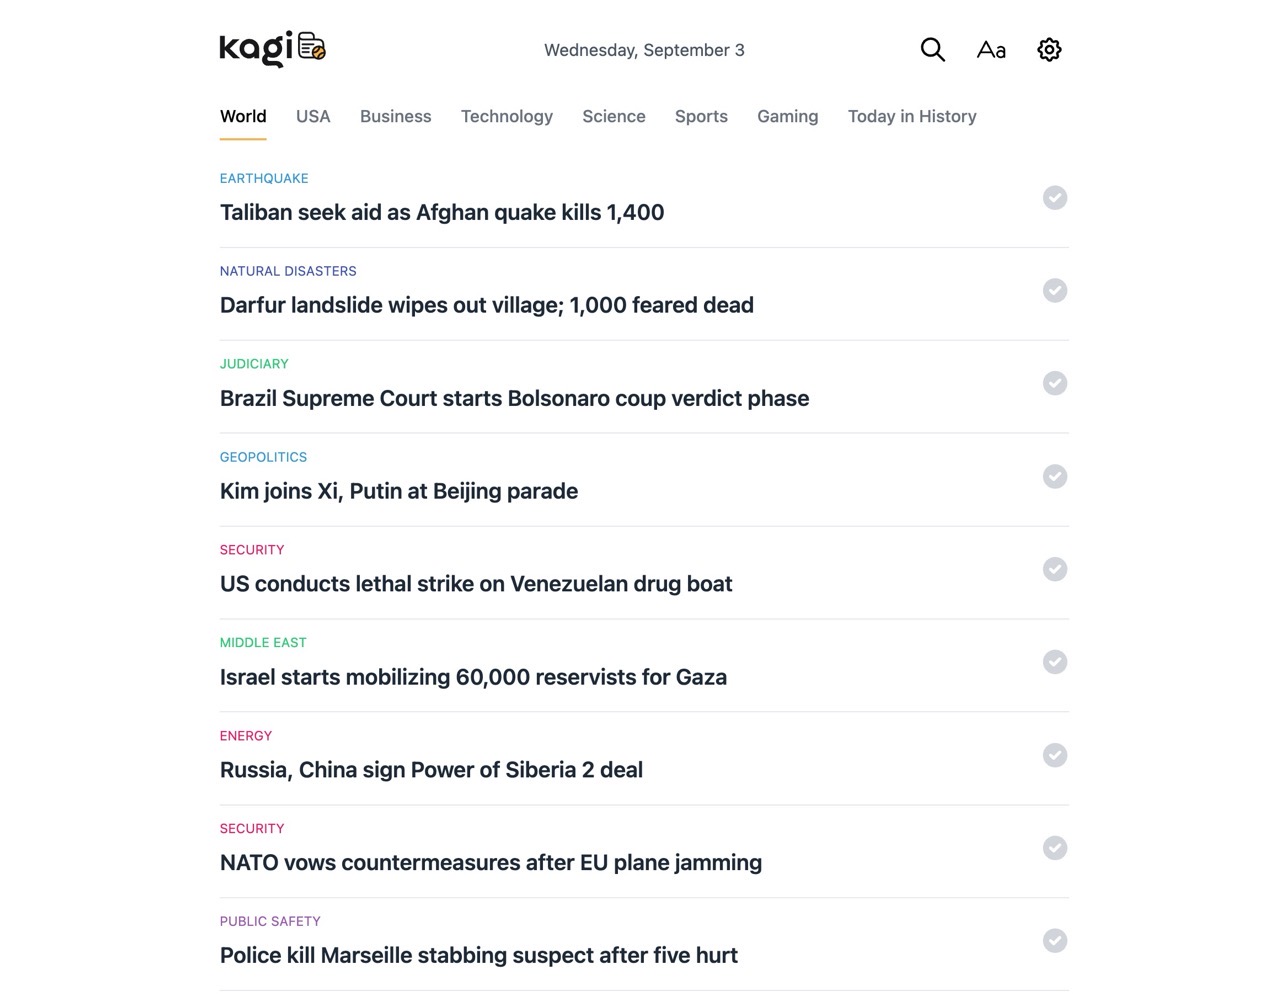 kagi
Wednesday, September 3
Aa
World USA Business Technology Science Sports Gaming Today in History
EARTHQUAKE
Taliban seek aid as Afghan quake kills 1,400
NATURAL DISASTERS
Darfur landslide wipes out village; 1,000 feared dead
JUDICIARY
Brazil Supreme Court starts Bolsonaro coup verdict phase
GEOPOLITICS
Kim joins Xi, Putin at Beijing parade
SECURITY
US conducts lethal strike on Venezuelan drug boat
MIDDLE EAST
Israel starts mobilizing 60,000 reservists for Gaza
ENERGY
Russia, China sign Power of Siberia 2 deal
SECURITY
NATO vows countermeasures after EU plane jamming
PUBLIC SAFETY
Police kill Marseille stabbing suspect after five hurt